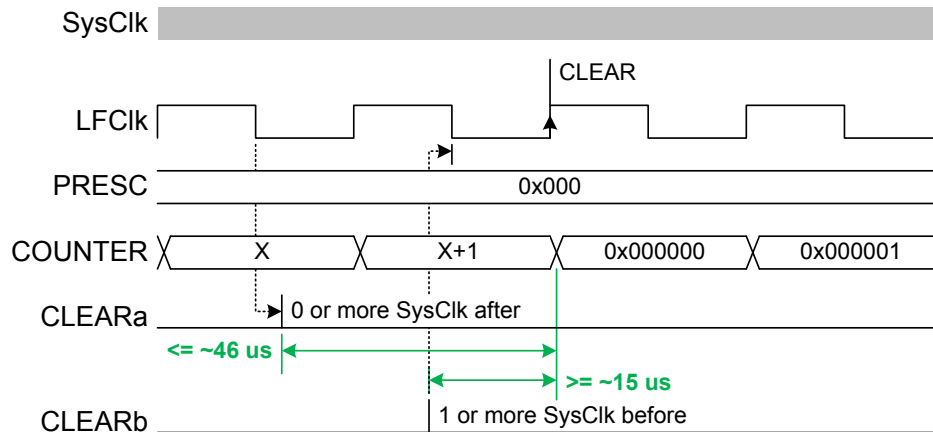 SysClk
CLEAR
LFClk
PRESC
0x000
COUNTER
X
X+1
0x000000
0x000001
CLEARa
0 or more SysClk after
<= ~46 us
>= ~15 us
CLEARb
1 or more SysClk before